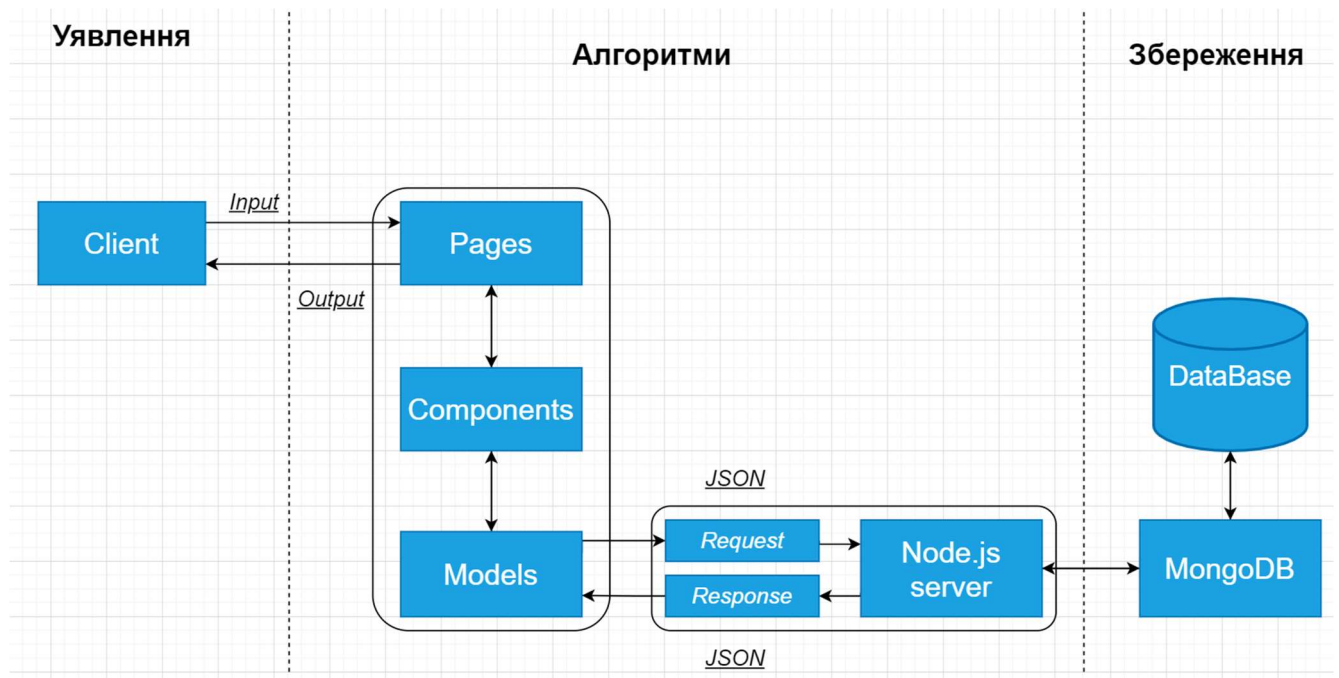 Уявлення
Алгоритми
Збереження
Input
Client
Pages
Output
DataBase
Components
JSON
Request
Node.js
server
Models
MongoDB
Response
JSON